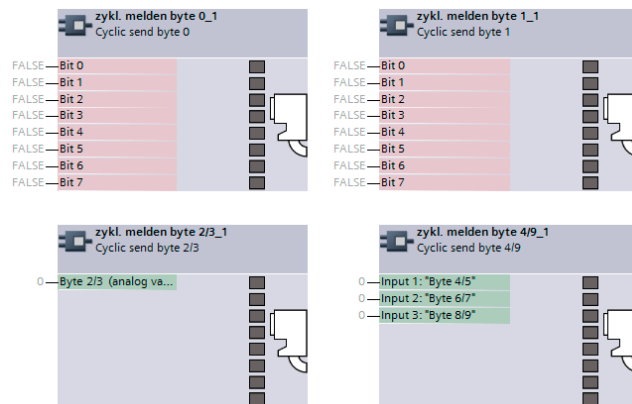 zykl. melden byte 0_1
Cyclic send byte 0
FALSE Bit 0
FALSE Bit 1
FALSE Bit 2
FALSE Bit 3
FALSE Bit 4
FALSE Bit 5
FALSE Bit 6
FALSE Bit 7
zykl. melden byte 1_1
Cyclic send byte 1
FALSE Bit 0
FALSE Bit 1
FALSE Bit 2
FALSE Bit 3
FALSE Bit 4
FALSE Bit 5
FALSE Bit 6
FALSE Bit 7
zykl. melden byte 2/3_1
Cyclic send byte 2/3
0 Byte 2/3 (analog va...
zykl. melden byte 4/9_1
Cyclic send byte 4/9
0 Input 1: "Byte 4/5"
0 Input 2: "Byte 6/7"
0 Input 3: "Byte 8/9"